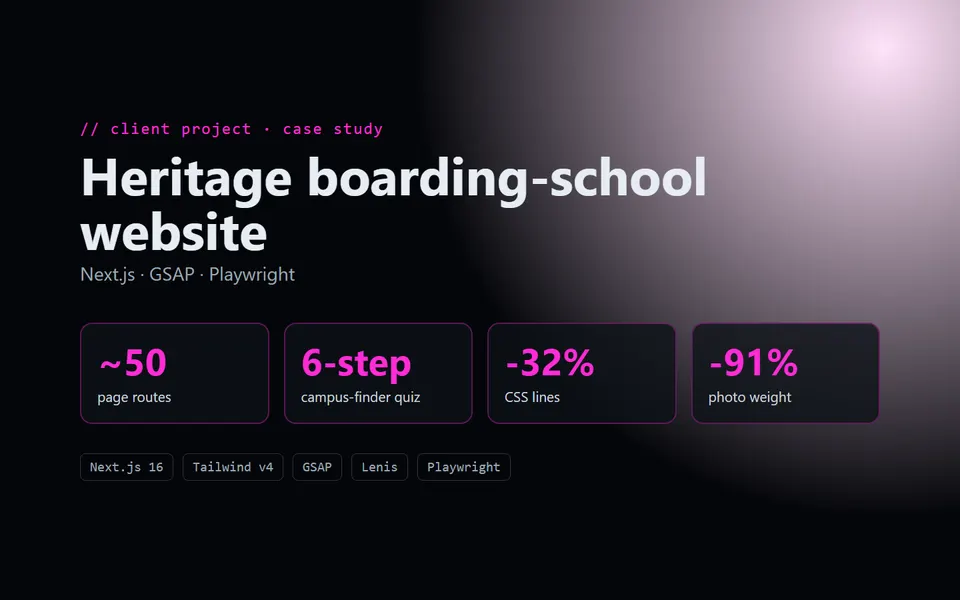 // client project · case study
Heritage boarding-school
website
Next.js · GSAP · Playwright
~50
page routes
6-step
campus-finder quiz
-32%
CSS lines
-91%
photo weight
Next.js 16
Tailwind v4
GSAP
Lenis
Playwright